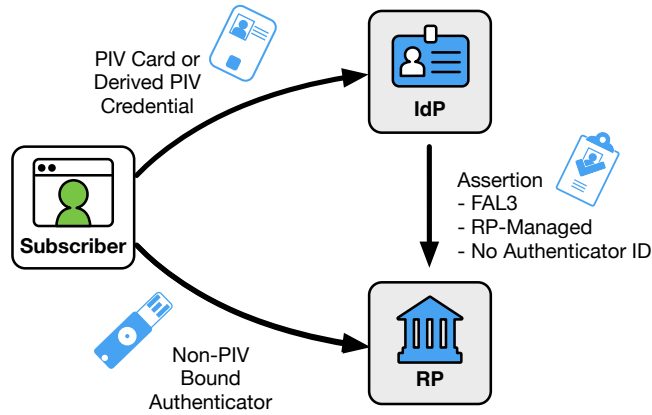 PIV Card or
Derived PIV
Credential
IdP
Assertion
- FAL3
- RP-Managed
- No Authenticator ID
Subscriber
Non-PIV
Bound
Authenticator
RP